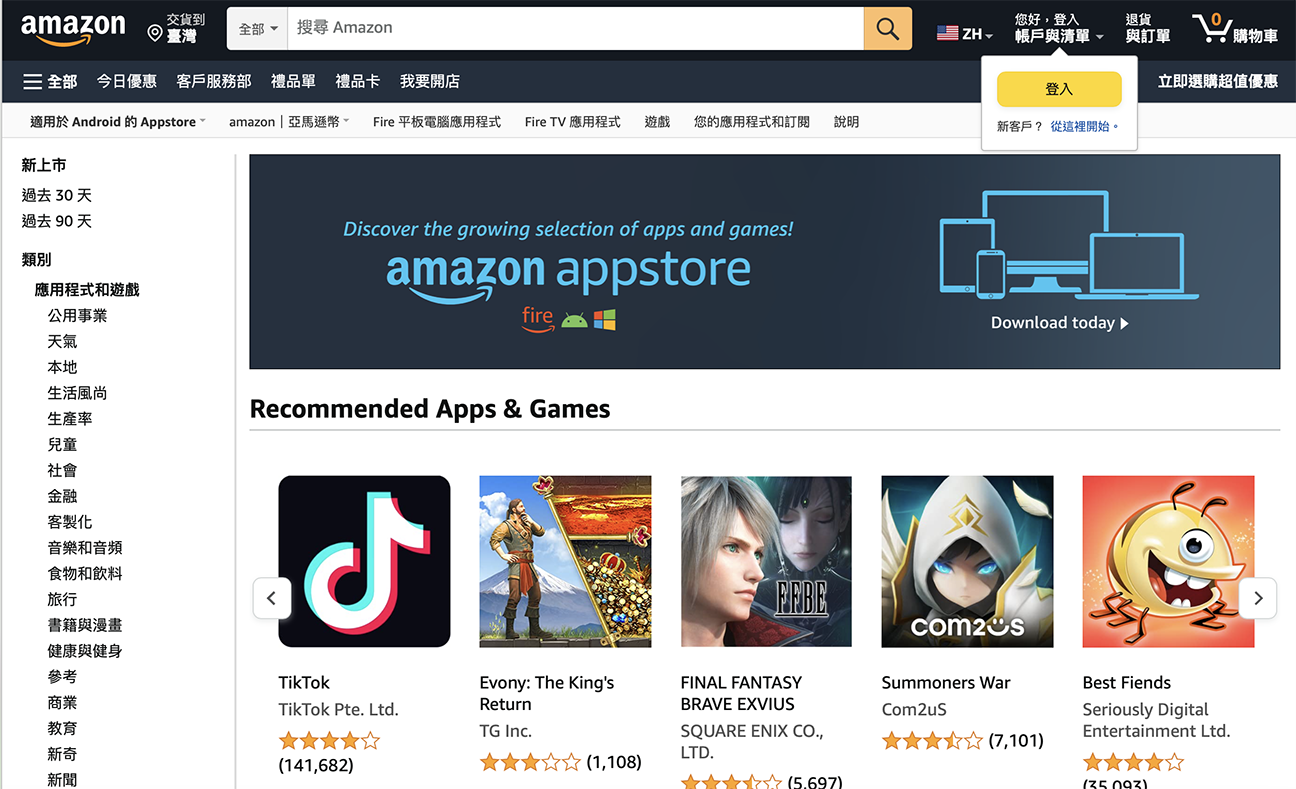 amazon
交貨到
臺灣
全部
搜尋 Amazon
ZH
您好，登入
帳戶與清單
退貨
與訂單
0
購物車
全部
今日優惠
客戶服務部
禮品單
禮品卡
我要開店
登入
新客戶？ 從這裡開始。
立即選購超值優惠
適用於 Android 的 Appstore
amazon | 亞馬遜幣
Fire 平板電腦應用程式
Fire TV 應用程式
遊戲
您的應用程式和訂閱
說明
新上市
過去 30 天
過去 90 天
類別
應用程式和遊戲
公用事業
天氣
本地
生活風尚
生產率
兒童
社會
金融
客製化
音樂和音頻
食物和飲料
旅行
書籍與漫畫
健康與健身
參考
商業
教育
新奇
新聞
Discover the growing selection of apps and games!
amazon appstore
fire
Download today
Recommended Apps & Games
FFBE
com2us
TikTok
TikTok Pte. Ltd.
(141,682)
Evony: The King's
Return
TG Inc.
(1,108)
FINAL FANTASY
BRAVE EXVIUS
SQUARE ENIX CO.,
LTD.
(5,697)
Summoners War
Com2uS
(7,101)
Best Fiends
Seriously Digital
Entertainment Ltd.
(35,093)